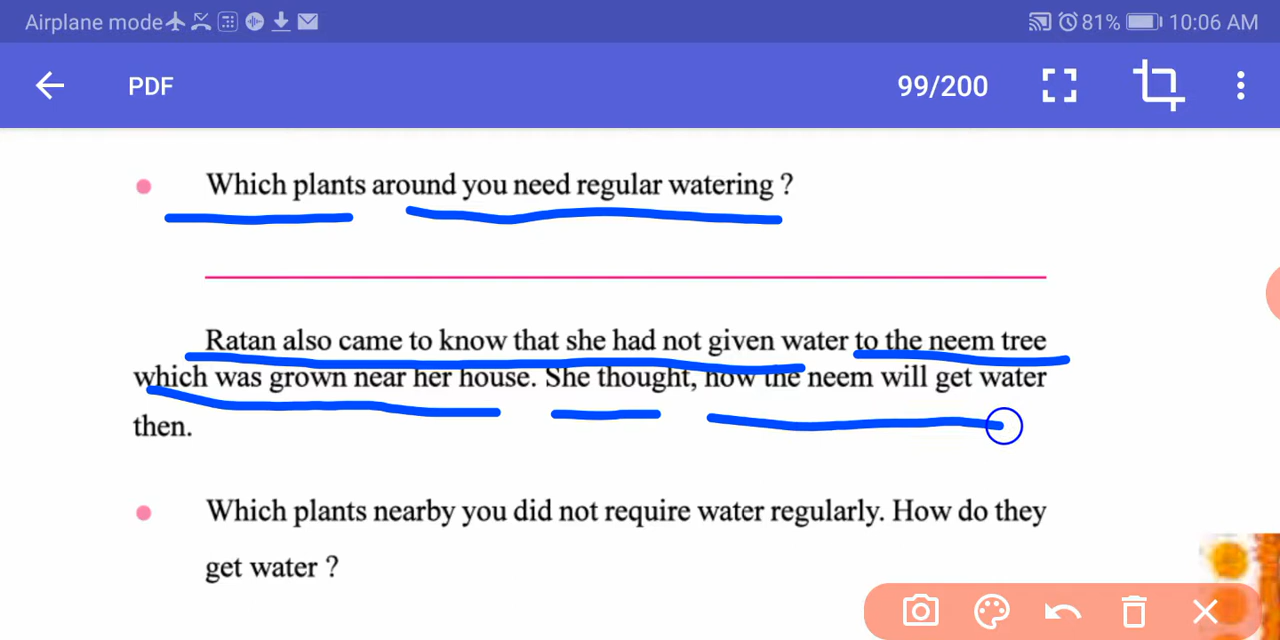 Airplane mode 81% 10:06 AM
PDF 99/200
Which plants around you need regular watering ?
Ratan also came to know that she had not given water to the neem tree
which was grown near her house. She thought, how the neem will get water
then.
Which plants nearby you did not require water regularly. How do they
get water ?